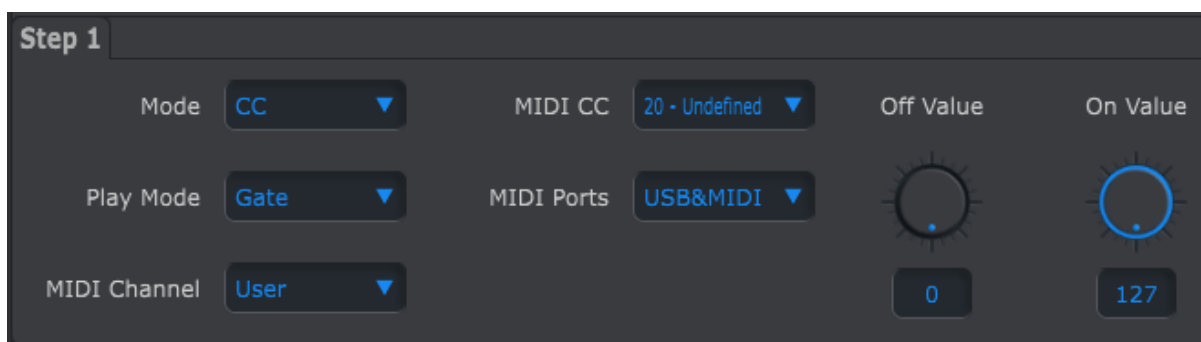 Step 1
Mode CC MIDI CC 20 - Undefined Off Value On Value
Play Mode Gate MIDI Ports USB&MIDI
MIDI Channel User 0 127